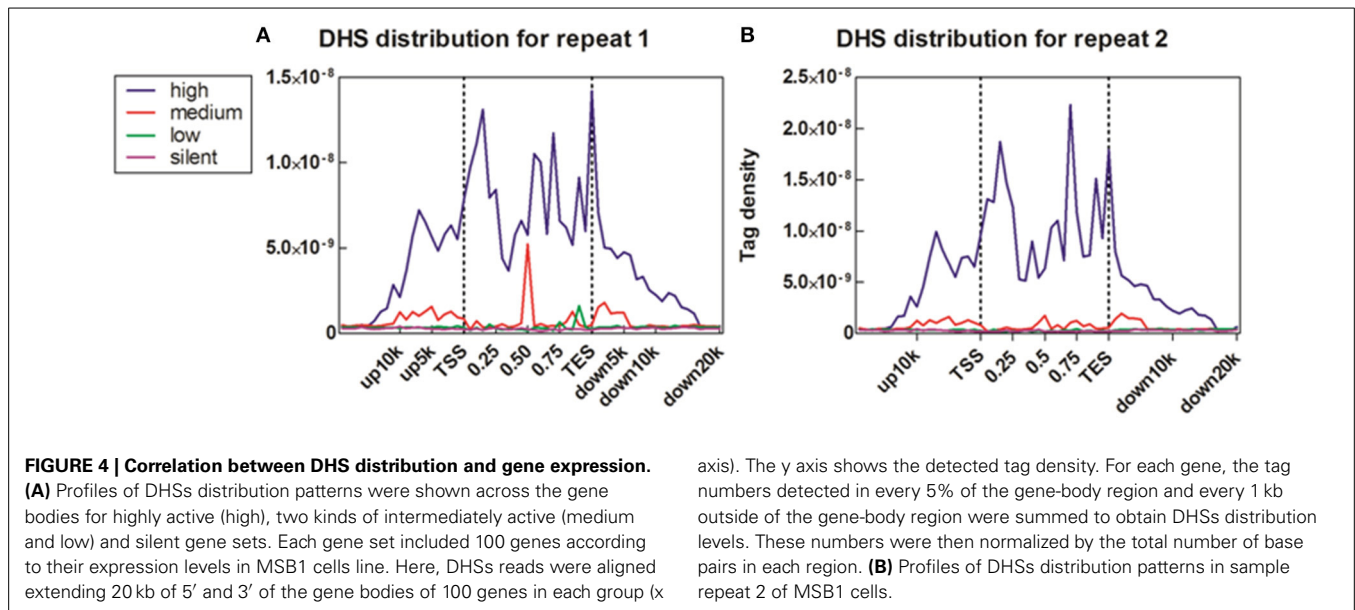 A DHS distribution for repeat 1
high
medium
low
silent
1.5×10⁻⁸
1.0×10⁻⁸
5.0×10⁻⁹
0
up10k
up5k
TSS
0.25
0.50
0.75
TES
down5k
down10k
down20k
B DHS distribution for repeat 2
Tag density
2.5×10⁻⁸
2.0×10⁻⁸
1.5×10⁻⁸
1.0×10⁻⁸
5.0×10⁻⁹
0
up10k
TSS
0.25
0.5
0.75
TES
down10k
down20k
FIGURE 4 | Correlation between DHS distribution and gene expression.
(A) Profiles of DHSs distribution patterns were shown across the gene
bodies for highly active (high), two kinds of intermediately active (medium
and low) and silent gene sets. Each gene set included 100 genes according
to their expression levels in MSB1 cells line. Here, DHSs reads were aligned
extending 20 kb of 5′ and 3′ of the gene bodies of 100 genes in each group (x
axis). The y axis shows the detected tag density. For each gene, the tag
numbers detected in every 5% of the gene-body region and every 1 kb
outside of the gene-body region were summed to obtain DHSs distribution
levels. These numbers were then normalized by the total number of base
pairs in each region. (B) Profiles of DHSs distribution patterns in sample
repeat 2 of MSB1 cells.